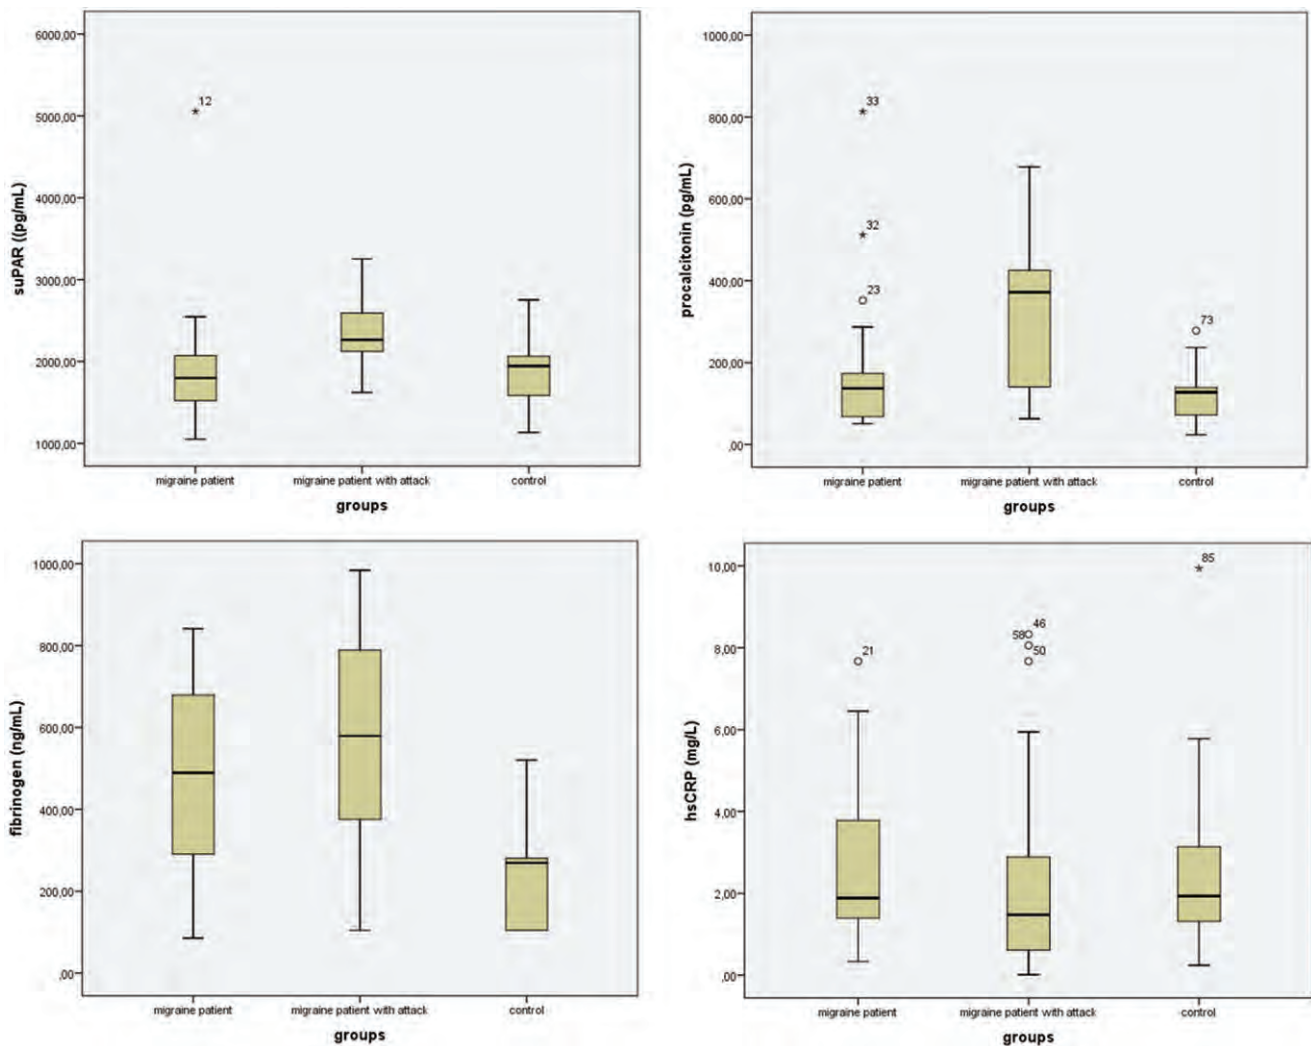 suPAR ((pg/mL)
6000,00
5000,00
4000,00
3000,00
2000,00
1000,00
12
migraine patient
migraine patient with attack
control
groups
procalcitonin (pg/mL)
1000,00
800,00
600,00
400,00
200,00
,00
33
32
23
73
migraine patient
migraine patient with attack
control
groups
fibrinogen (ng/mL)
1000,00
800,00
600,00
400,00
200,00
,00
migraine patient
migraine patient with attack
control
groups
hsCRP (mg/L)
10,00
8,00
6,00
4,00
2,00
,00
21
46
58
50
85
migraine patient
migraine patient with attack
control
groups